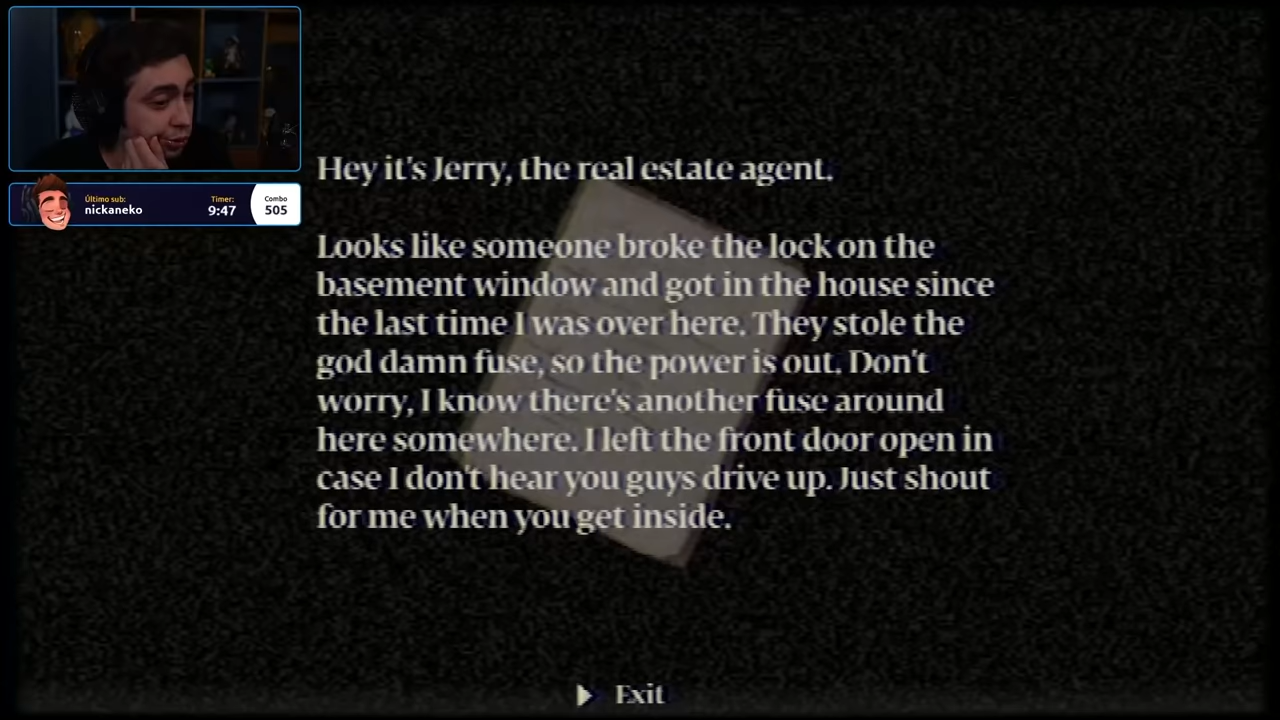 Último sub:
nickaneko
Timer:
9:47
Combo
505
Hey it's Jerry, the real estate agent.
Looks like someone broke the lock on the
basement window and got in the house since
the last time I was over here. They stole the
god damn fuse, so the power is out. Don't
worry, I know there's another fuse around
here somewhere. I left the front door open in
case I don't hear you guys drive up. Just shout
for me when you get inside.
Exit